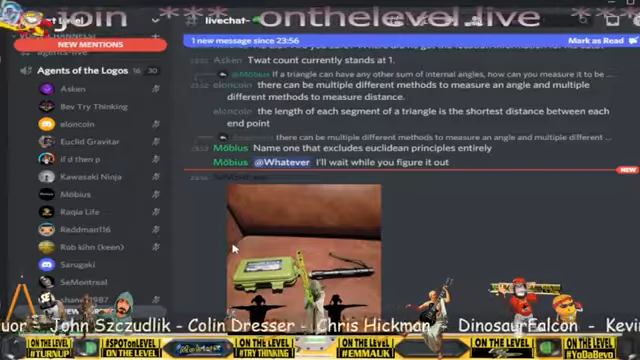 *** onthelevel.live ***
livechat-
1 new message since 23:56
Mark as Read
NEW MENTIONS
Agents of the Logos
16 30
Asken
Bev Try Thinking
eloncoin
Euclid Gravitar
if d then p
Kawasaki Ninja
Möbius
Raqia Life
Reddman116
Rob kihn (keen)
Sarugaki
SeMontreal
Asken Twat count currently stands at 1.
@Möbius If a triangle can have any other sum of internal angles, how can you measure it to be ...
eloncoin there can be multiple different methods to measure an angle and multiple
different methods to measure distance.
eloncoin the length of each segment of a triangle is the shortest distance between each
end point
there can be multiple different methods to measure an angle and multiple different ...
Möbius Name one that excludes euclidean principles entirely
Möbius @Whatever I'll wait while you figure it out
NEW
uor - John Szczudlik - Colin Dresser - Chris Hickman - DinosaurFalcon - Kevin
ON THE LEVEL
#TURNUP
#SPOTonLEVEL
ON THE LEVEL
ON THE LEVEL
#TRY THINKING
ON THE LEVEL
#EMMALIK
ON THE LEVEL
ON THE LEVEL
#YoDaBevo